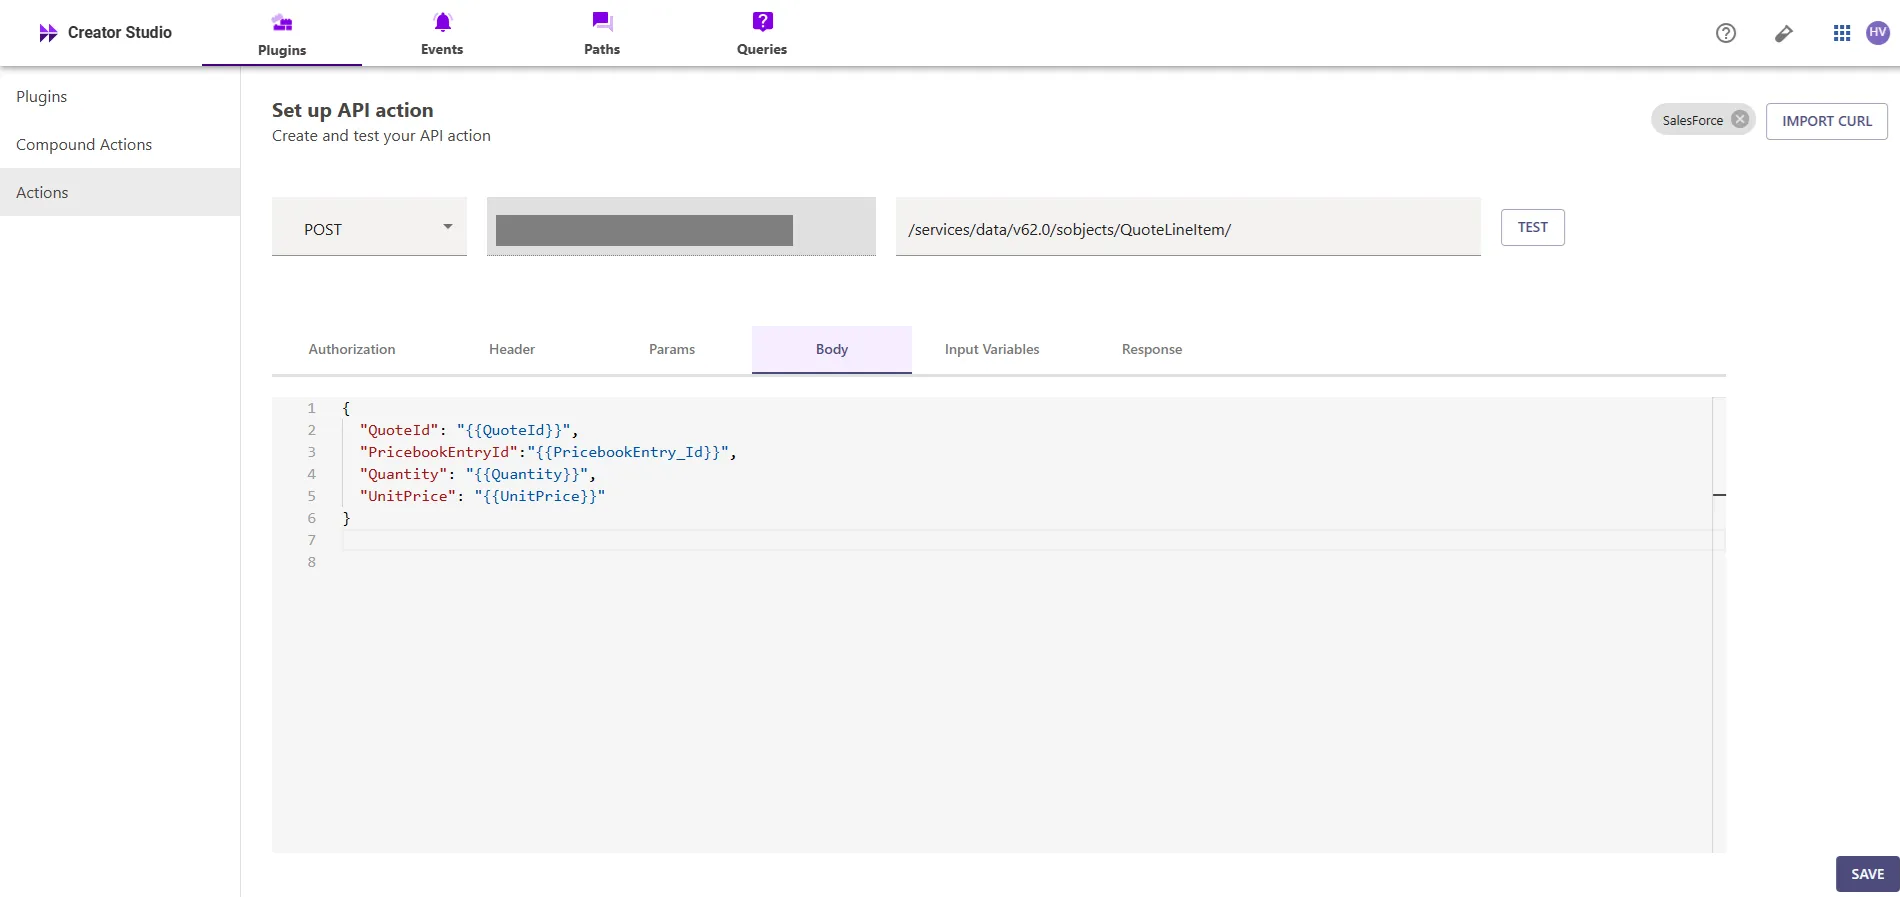 Creator Studio
Plugins
Events
Paths
Queries
?
HV
Plugins
Compound Actions
Actions
Set up API action
Create and test your API action
SalesForce
IMPORT CURL
POST
/services/data/v62.0/sobjects/QuoteLineItem/
TEST
Authorization
Header
Params
Body
Input Variables
Response
1 {
2 "QuoteId": "{{QuoteId}}",
3 "PricebookEntryId":"{{PricebookEntry_Id}}",
4 "Quantity": "{{Quantity}}",
5 "UnitPrice": "{{UnitPrice}}"
6 }
7
8
SAVE